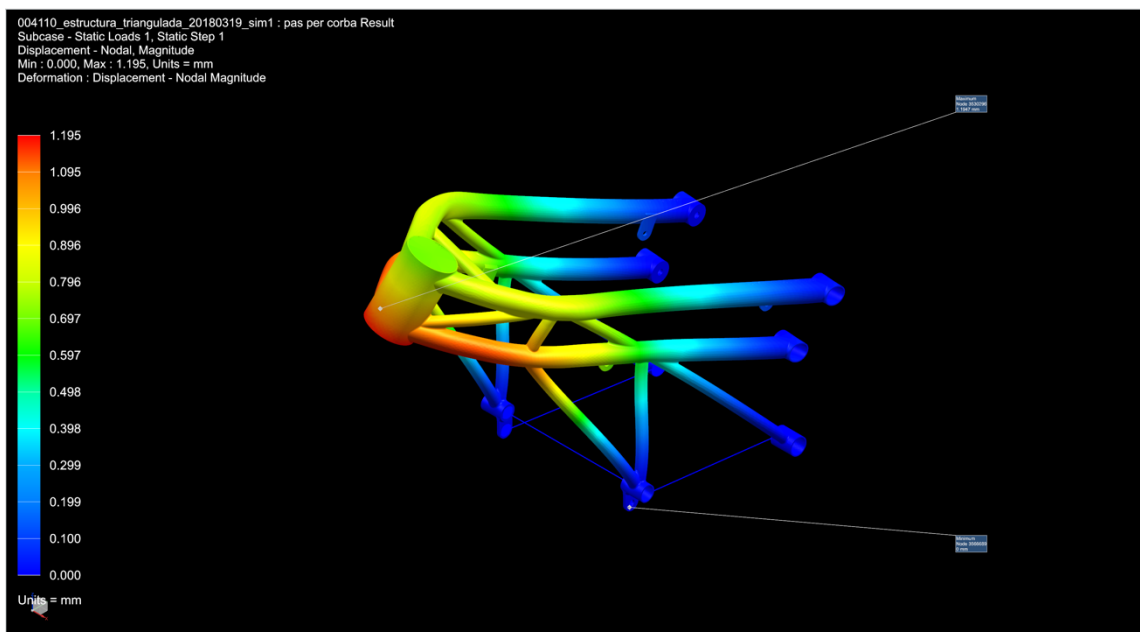 004110_estructura_triangulada_20180319_sim1 : pas per corba Result
Subcase - Static Loads 1, Static Step 1
Displacement - Nodal, Magnitude
Min : 0.000, Max : 1.195, Units = mm
Deformation : Displacement - Nodal Magnitude
Maximum
1.1947 mm
1.195
1.095
0.996
0.896
0.796
0.697
0.597
0.498
0.398
0.299
0.199
0.100
0.000
Units = mm
Minimum
0 mm